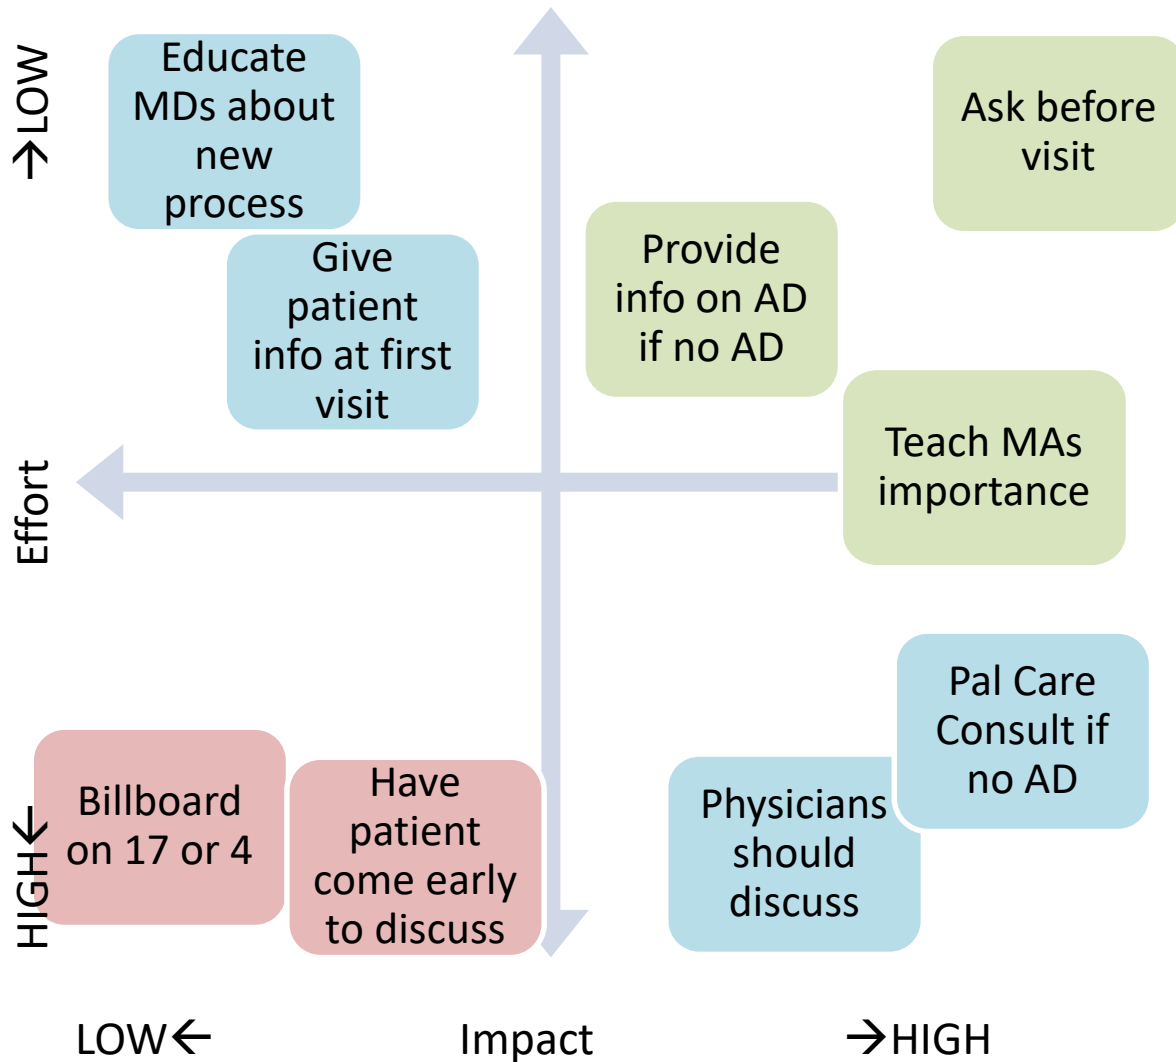 →LOW
Effort
HIGH←
Educate
MDs about
new
process
Give
patient
info at first
visit
Ask before
visit
Provide
info on AD
if no AD
Teach MAs
importance
Billboard
on 17 or 4
Have
patient
come early
to discuss
Physicians
should
discuss
Pal Care
Consult if
no AD
LOW← Impact →HIGH